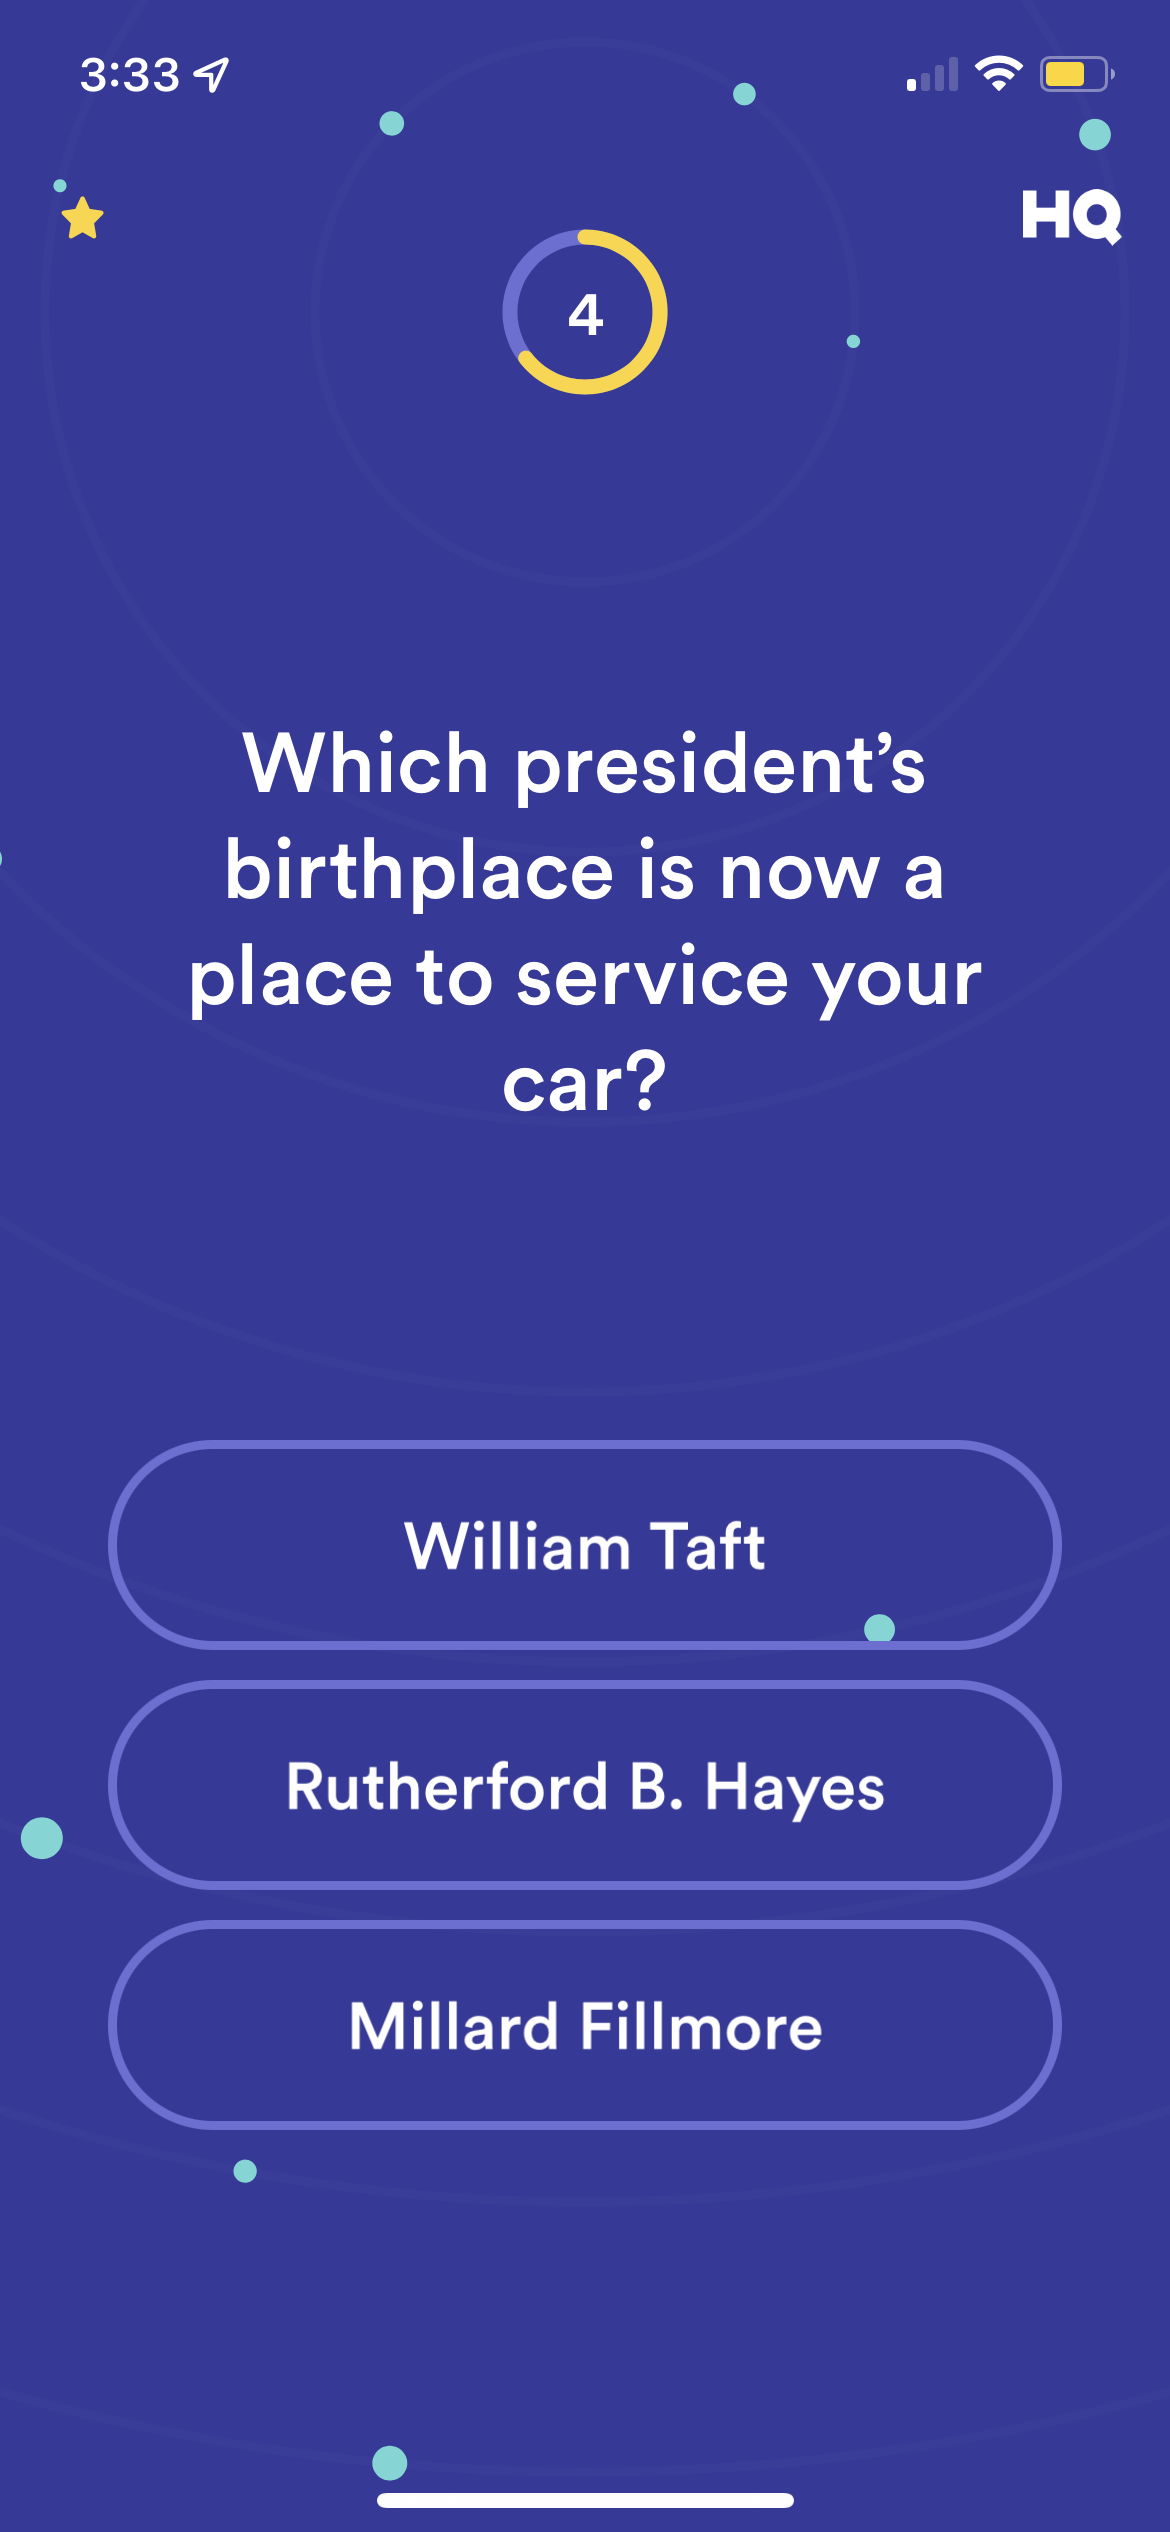 3:33
HQ
4
Which president’s
birthplace is now a
place to service your
car?
William Taft
Rutherford B. Hayes
Millard Fillmore